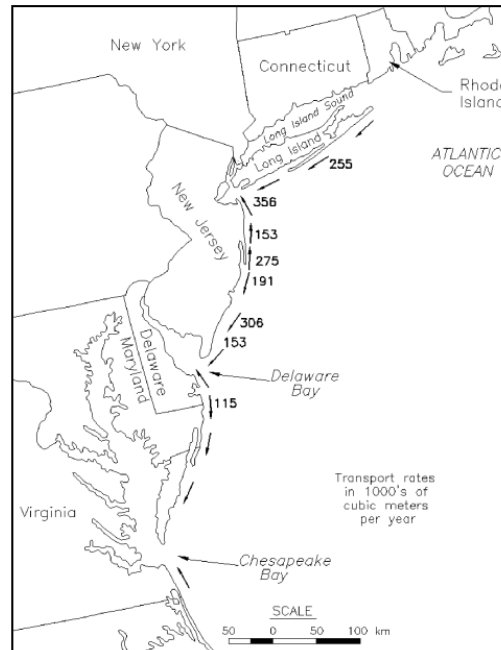 New York
Connecticut
Rhode
Island
Long Island Sound
Long Island
ATLANTIC
OCEAN
255
356
New Jersey
153
275
191
306
153
Delaware
Maryland
Delaware
Bay
115
Transport rates
in 1000's of
cubic meters
per year
Virginia
Chesapeake
Bay
SCALE
50 0 50 100 km